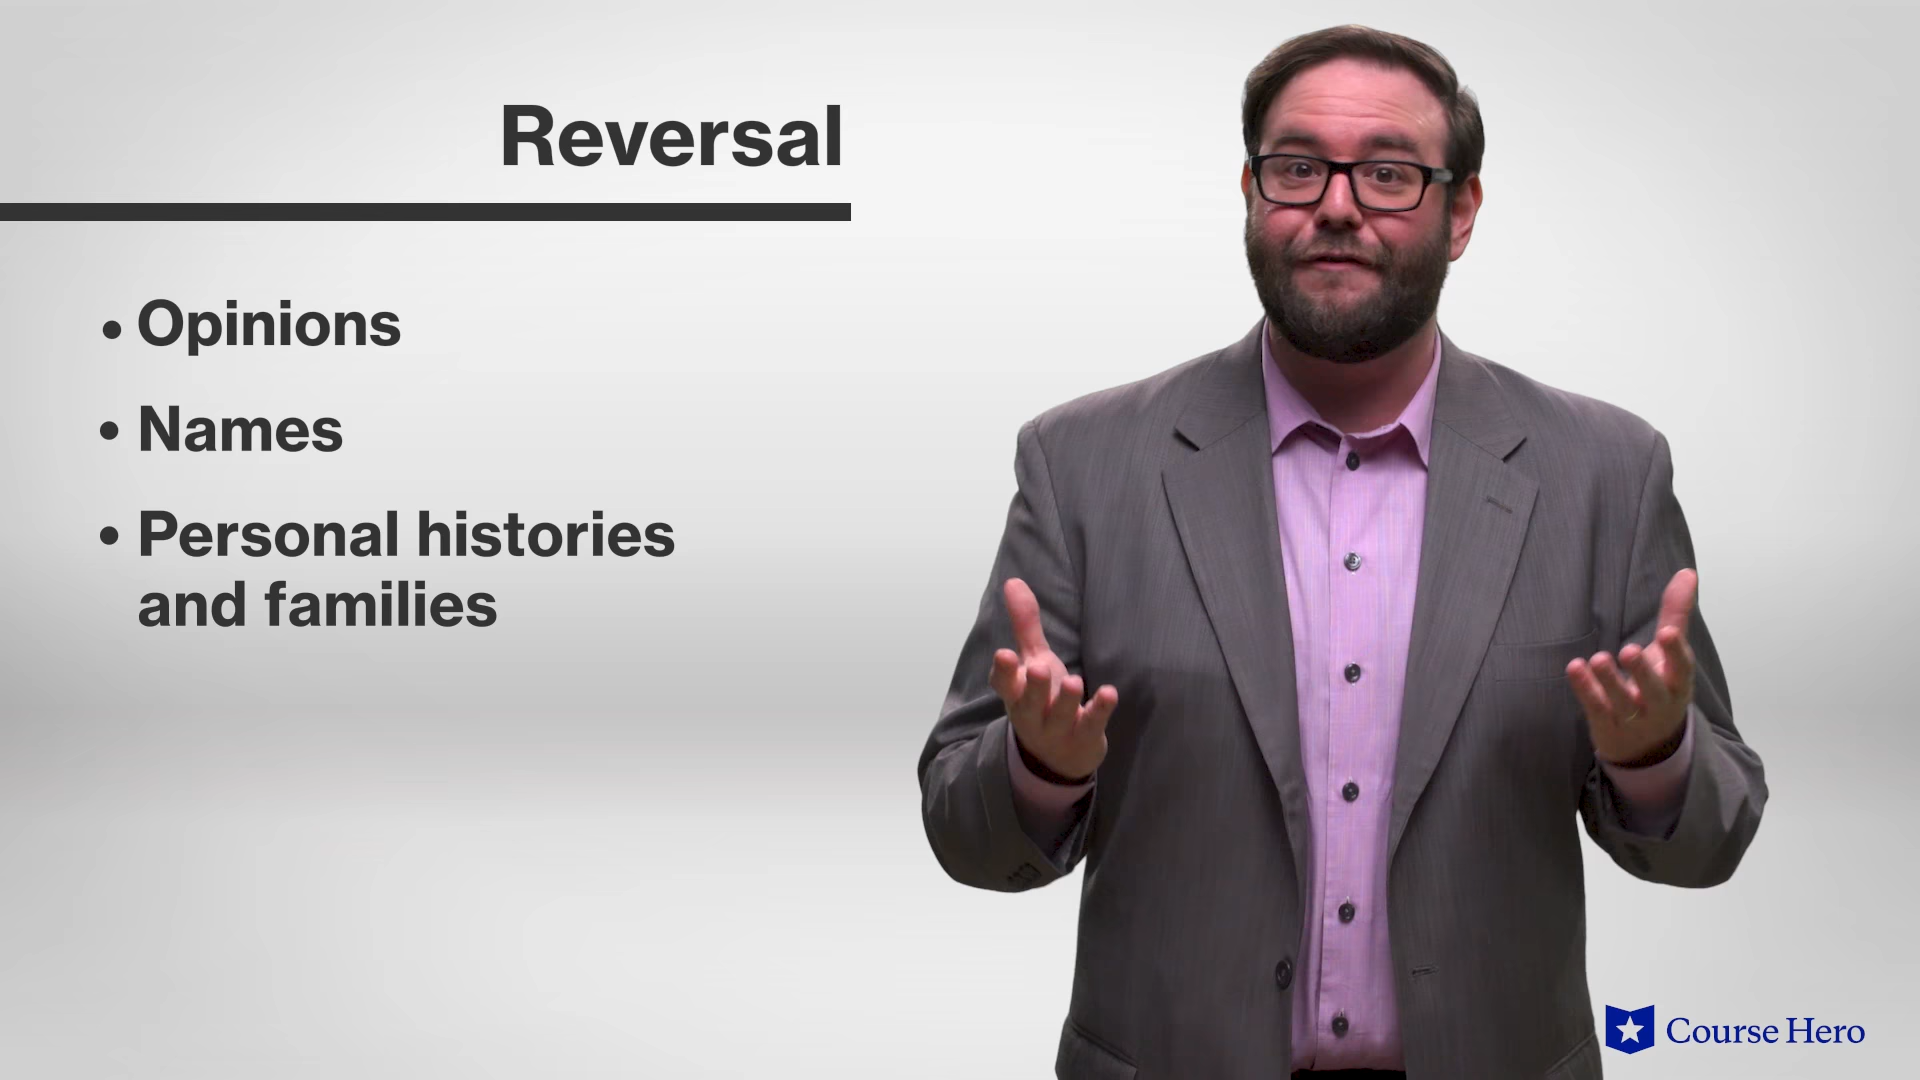 Reversal
• Opinions
• Names
• Personal histories
and families
Course Hero